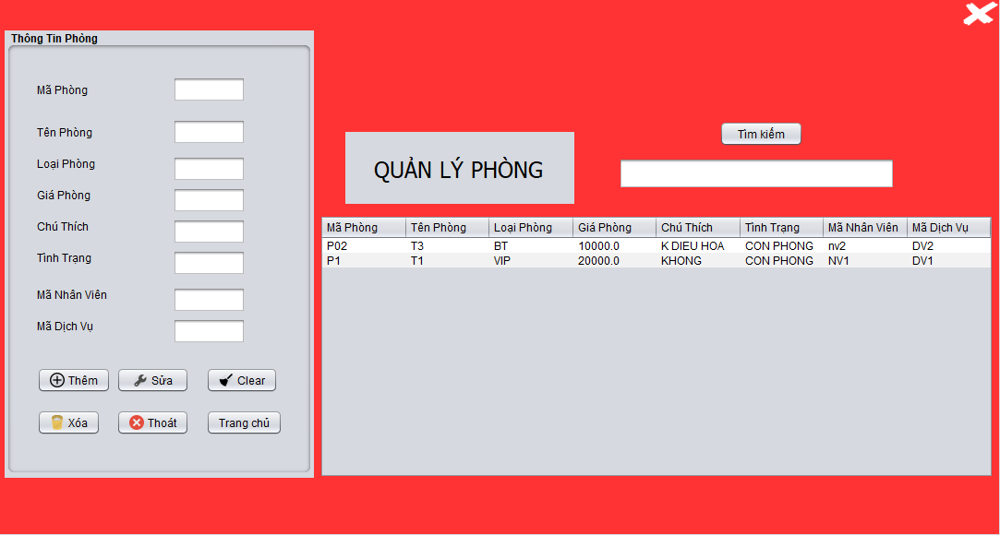 Thông Tin Phòng
Mã Phòng
Tên Phòng
Loại Phòng
Giá Phòng
Chú Thích
Tình Trạng
Mã Nhân Viên
Mã Dịch Vụ
Thêm Sửa Clear
Xóa Thoát Trang chủ
QUẢN LÝ PHÒNG
Tìm kiếm
Mã Phòng Tên Phòng Loại Phòng Giá Phòng Chú Thích Tình Trạng Mã Nhân Viên Mã Dịch Vụ
P02 T3 BT 10000.0 K DIEU HOA CON PHONG nv2 DV2
P1 T1 VIP 20000.0 KHONG CON PHONG NV1 DV1